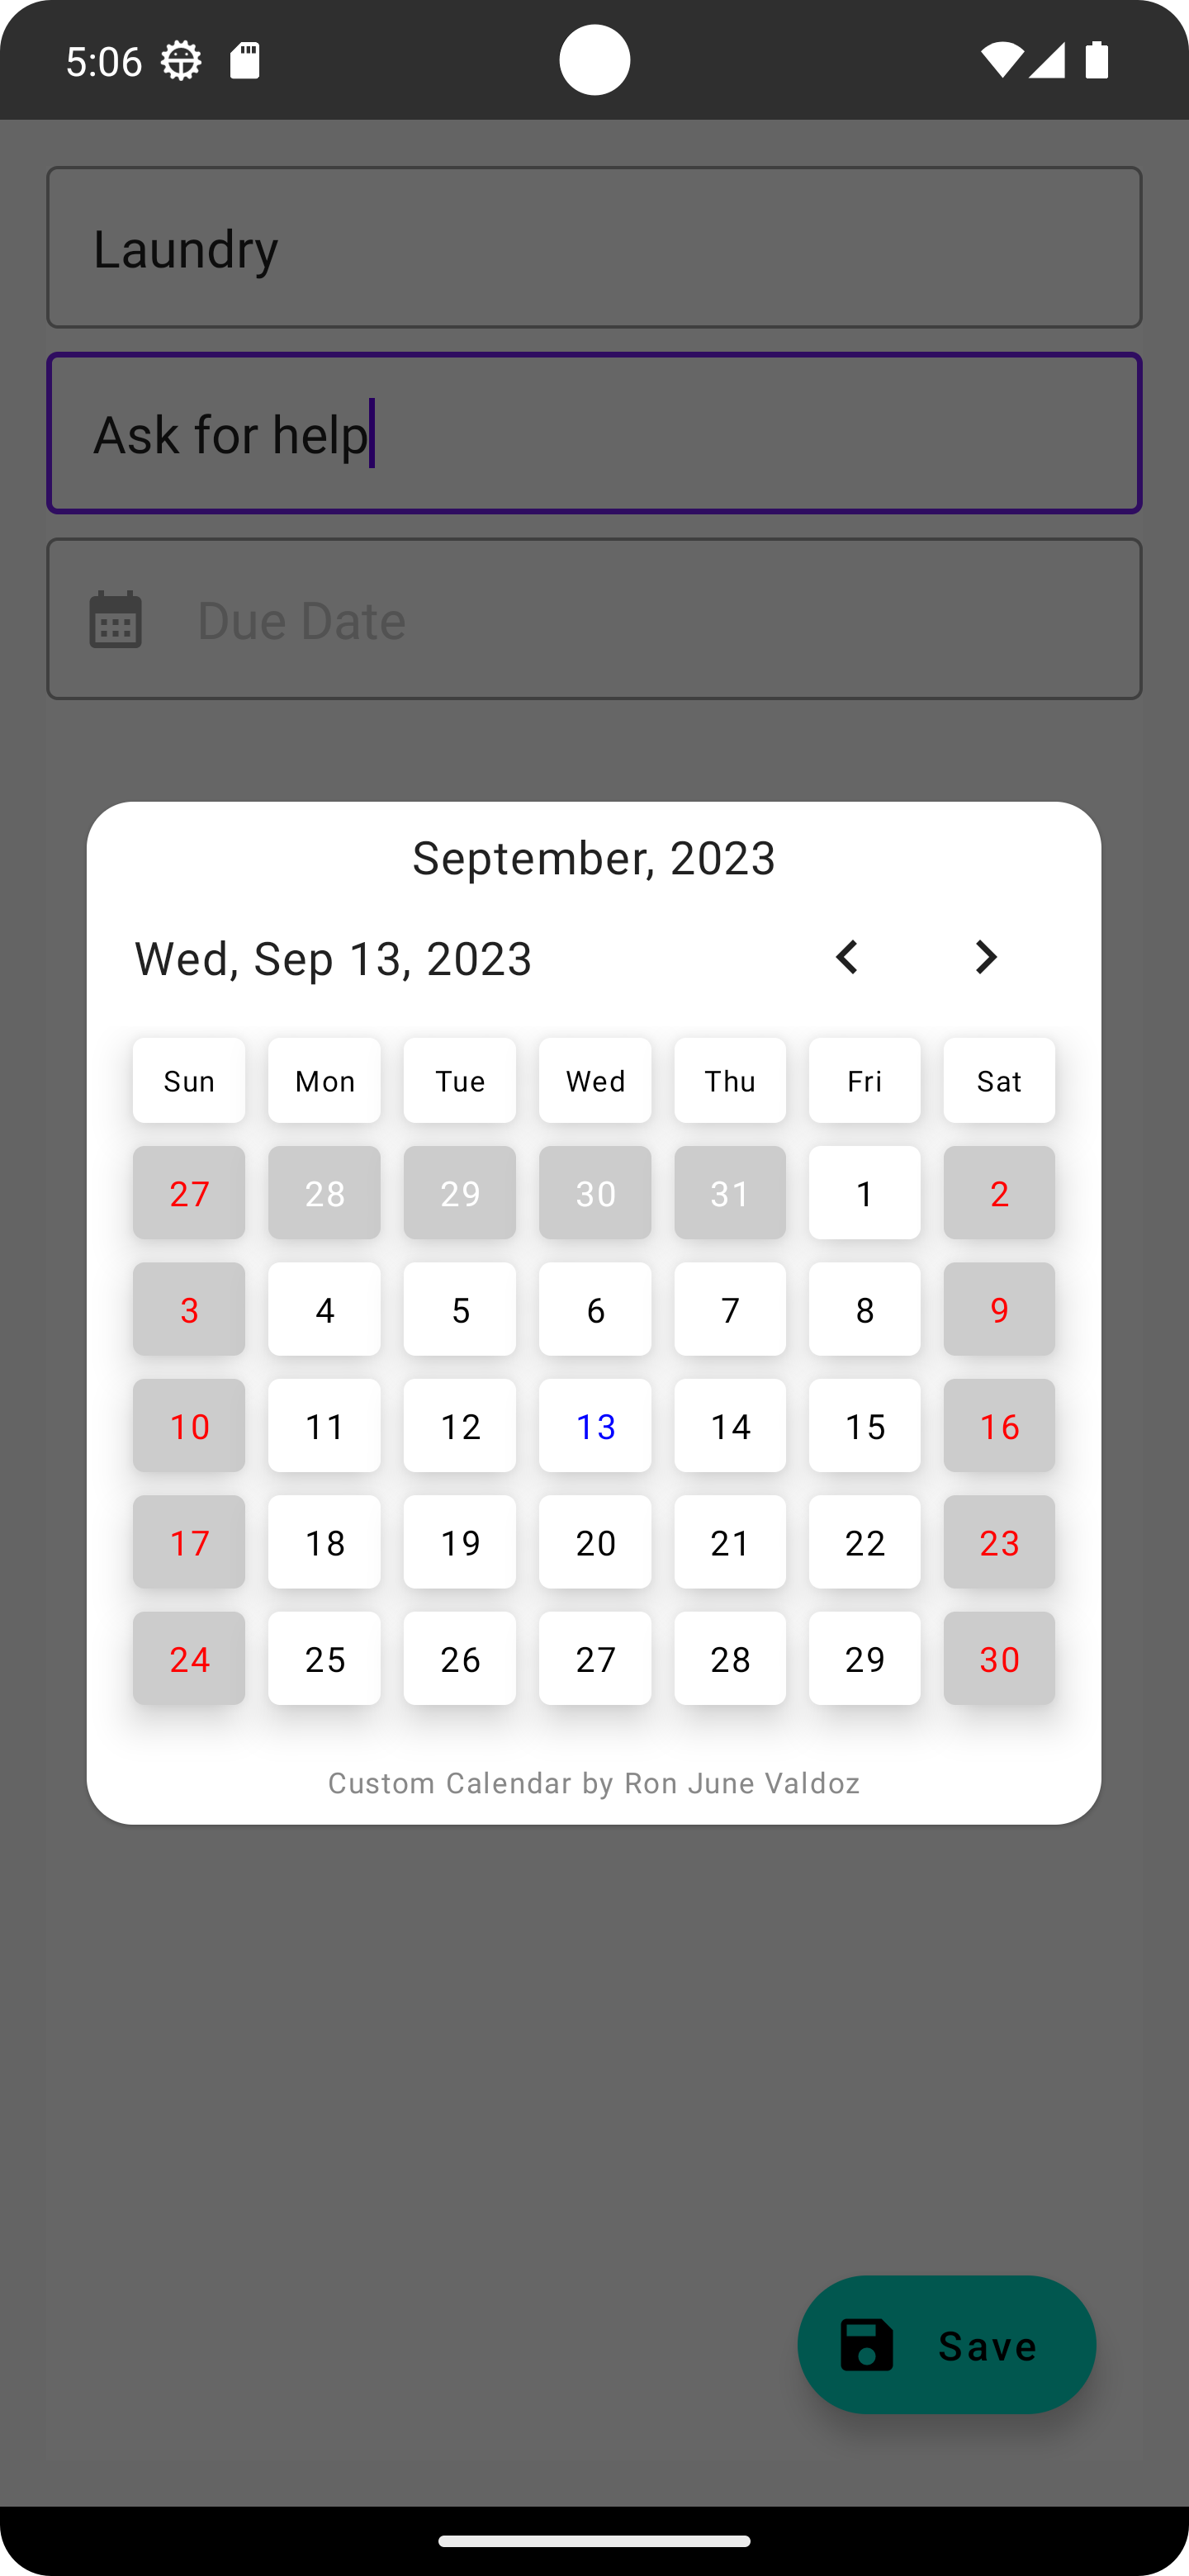 5:06
Laundry
Ask for help
Due Date
September, 2023
Wed, Sep 13, 2023
Sun Mon Tue Wed Thu Fri Sat
27 28 29 30 31 1 2
3 4 5 6 7 8 9
10 11 12 13 14 15 16
17 18 19 20 21 22 23
24 25 26 27 28 29 30
Custom Calendar by Ron June Valdoz
Save